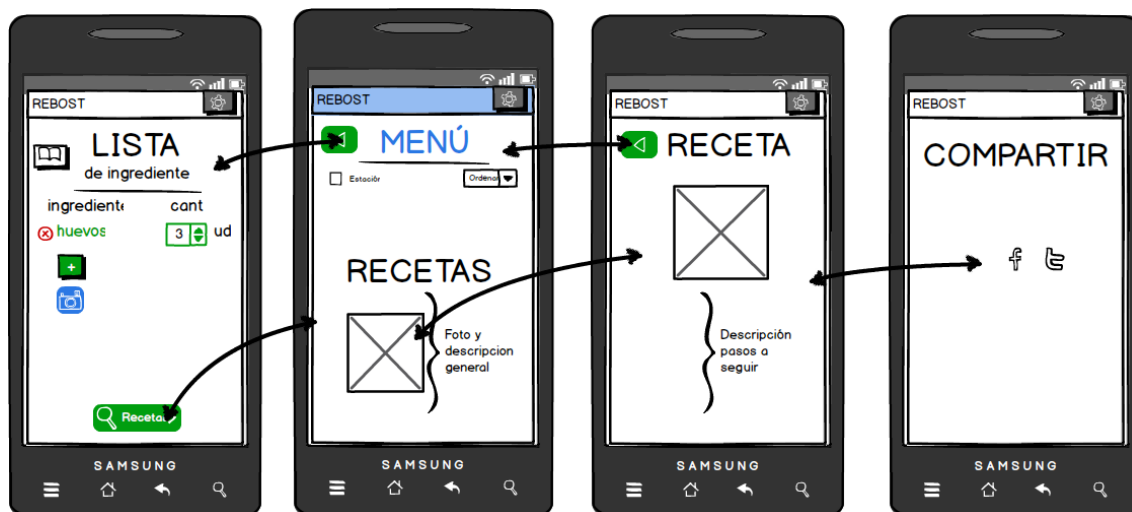 REBOST
LISTA
de ingrediente
ingrediente
cant
huevos
3
ud
+
Recetas
SAMSUNG
REBOST
MENÚ
Estación
Ordenar
RECETAS
Foto y
descripcion
general
SAMSUNG
REBOST
RECETA
Descripción
pasos a
seguir
SAMSUNG
REBOST
COMPARTIR
f t
SAMSUNG